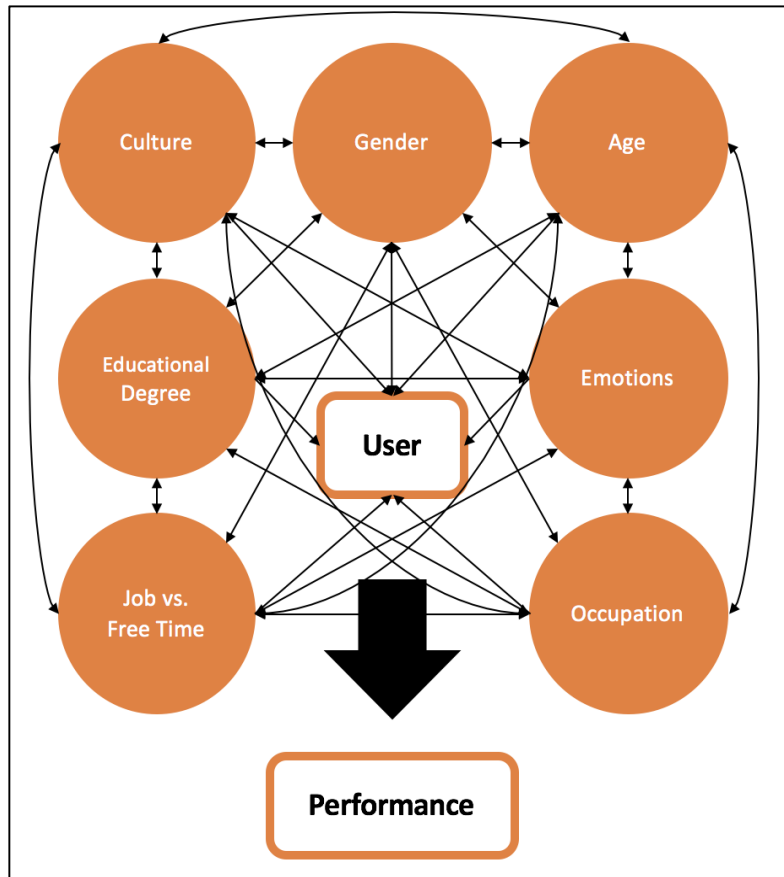 Culture
Gender
Age
Educational
Degree
Emotions
User
Job vs.
Free Time
Occupation
Performance